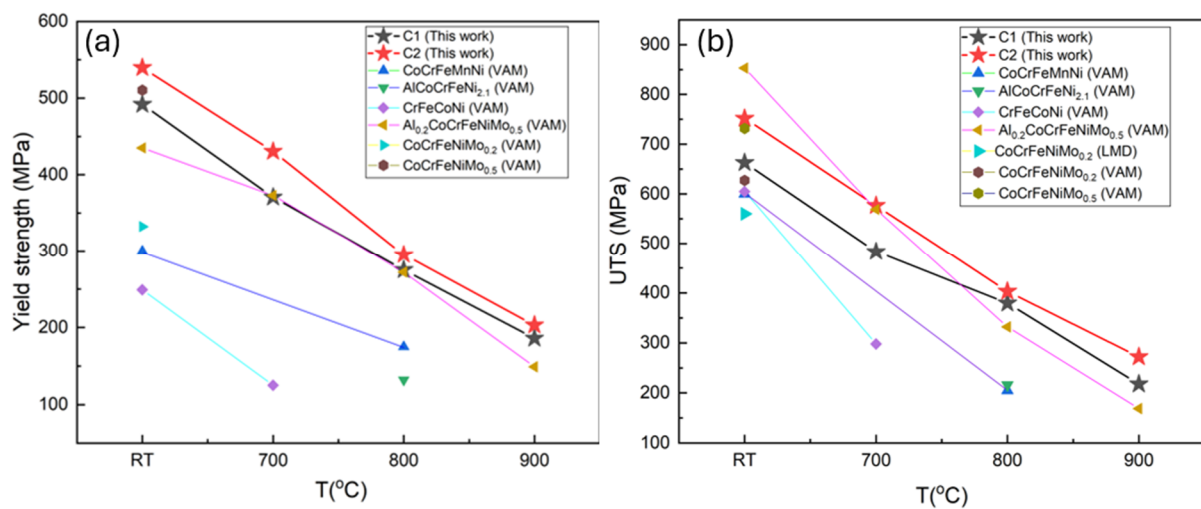 (a)
C1 (This work)
C2 (This work)
CoCrFeMnNi (VAM)
AlCoCrFeNi₂.₁ (VAM)
CrFeCoNi (VAM)
Al₀.₂CoCrFeNiMo₀.₅ (VAM)
CoCrFeNiMo₀.₂ (VAM)
CoCrFeNiMo₀.₅ (VAM)
Yield strength (MPa)
600
500
400
300
200
100
RT
700
800
900
T(°C)
(b)
C1 (This work)
C2 (This work)
CoCrFeMnNi (VAM)
AlCoCrFeNi₂.₁ (VAM)
CrFeCoNi (VAM)
Al₀.₂CoCrFeNiMo₀.₅ (VAM)
CoCrFeNiMo₀.₂ (LMD)
CoCrFeNiMo₀.₂ (VAM)
CoCrFeNiMo₀.₅ (VAM)
UTS (MPa)
900
800
700
600
500
400
300
200
100
RT
700
800
900
T(°C)